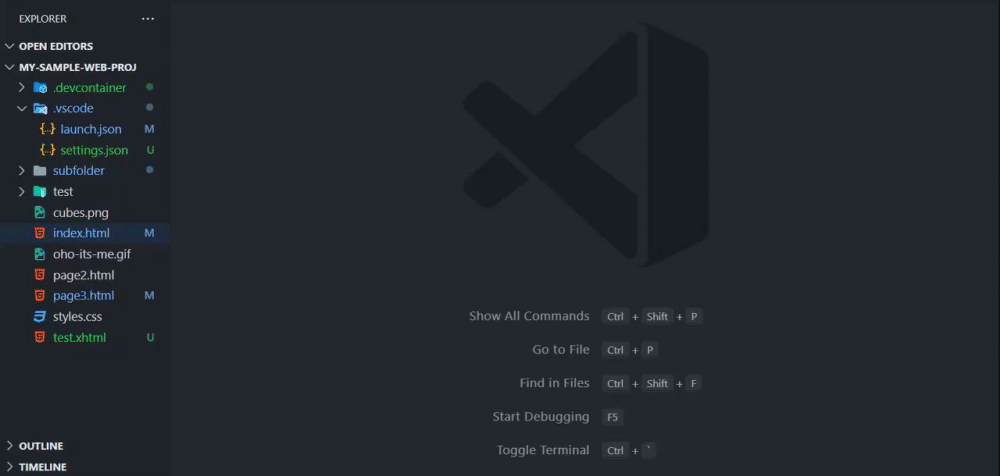 EXPLORER ...
OPEN EDITORS
MY-SAMPLE-WEB-PROJ
.devcontainer
.vscode
{..} launch.json M
{..} settings.json U
subfolder
test
cubes.png
index.html M
oho-its-me.gif
page2.html
page3.html M
styles.css
test.xhtml U
OUTLINE
TIMELINE
Show All Commands Ctrl + Shift + P
Go to File Ctrl + P
Find in Files Ctrl + Shift + F
Start Debugging F5
Toggle Terminal Ctrl + `